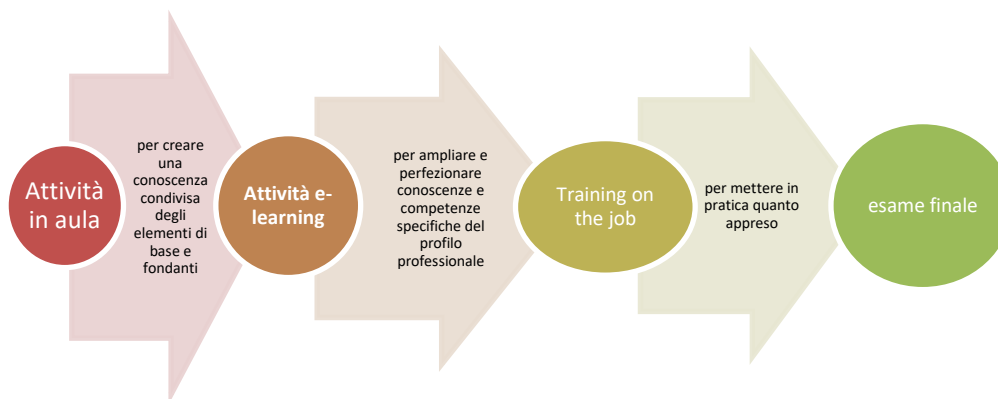 Attività
in aula
per creare
una
conoscenza
condivisa
degli
elementi di
base e
fondanti
Attività e-
learning
per ampliare e
perfezionare
conoscenze e
competenze
specifiche del
profilo
professionale
Training on
the job
per mettere in
pratica quanto
appreso
esame finale